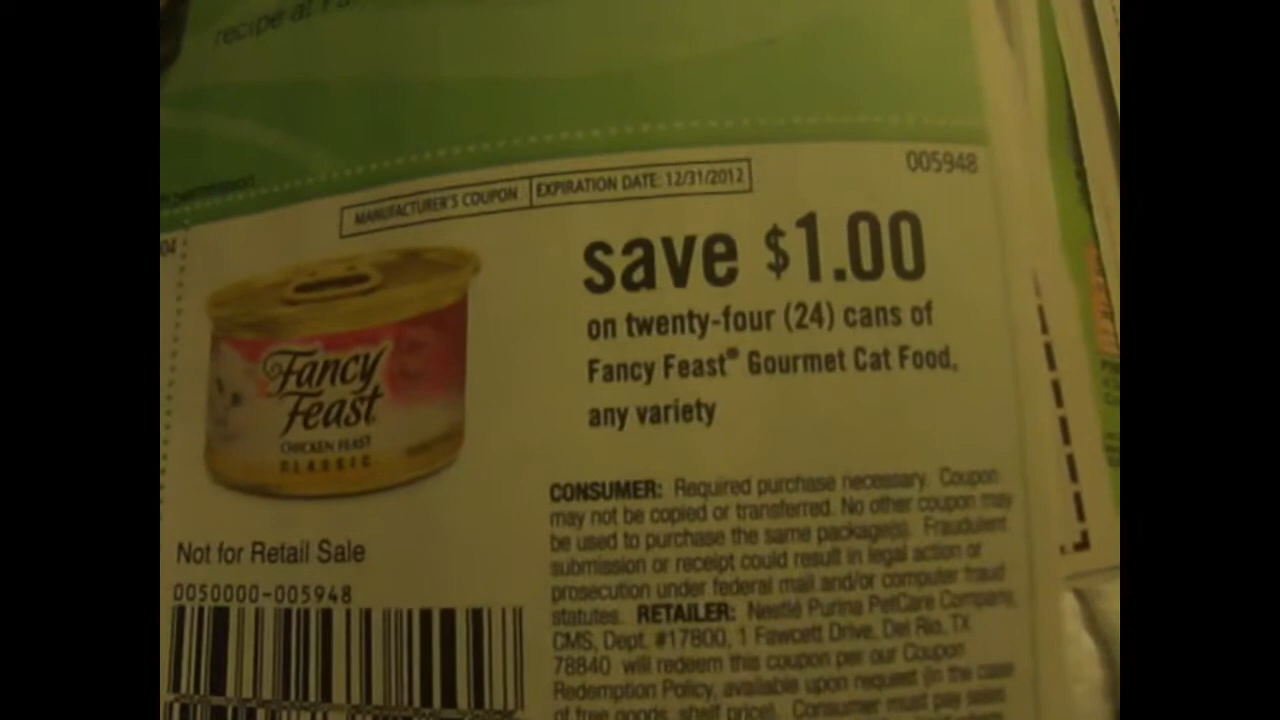 recipe at
permission
04
005948
MANUFACTURER'S COUPON EXPIRATION DATE: 12/31/2012
save $1.00
on twenty-four (24) cans of
Fancy Feast® Gourmet Cat Food,
any variety
Fancy
Feast
CHICKEN FEAST
CLASSIC
Not for Retail Sale
0050000-005948
CONSUMER: Required purchase necessary. Coupon
may not be copied or transferred. No other coupon may
be used to purchase the same package(s). Fraudulent
submission or receipt could result in legal action or
prosecution under federal mail and/or computer fraud
statutes. RETAILER: Nestlé Purina PetCare Company,
CMS, Dept. #17800, 1 Fawcett Drive, Del Rio, TX
78840 will redeem this coupon per our Coupon
Redemption Policy, available upon request (in the case
of free goods, shelf price). Consumer must pay sales